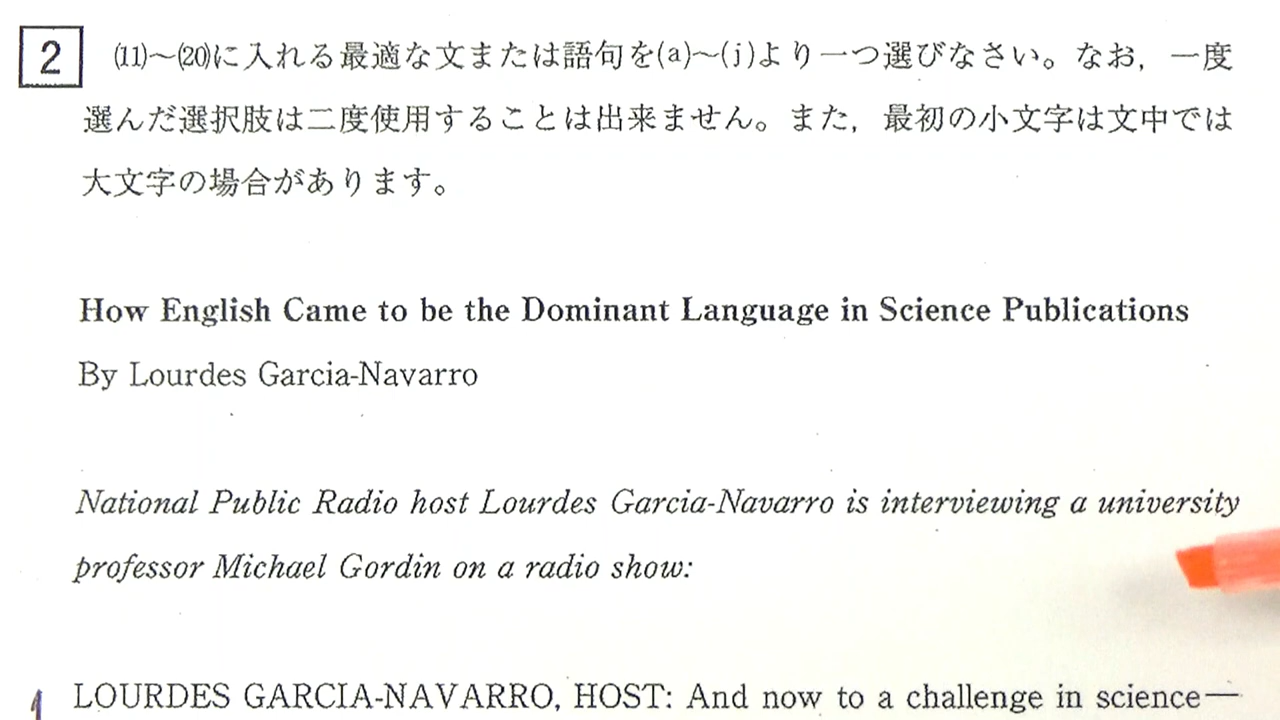 2 (11)〜(20)に入れる最適な文または語句を(a)〜(j)より一つ選びなさい。なお，一度
選んだ選択肢は二度使用することは出来ません。また，最初の小文字は文中では
大文字の場合があります。
How English Came to be the Dominant Language in Science Publications
By Lourdes Garcia-Navarro
National Public Radio host Lourdes Garcia-Navarro is interviewing a university
professor Michael Gordin on a radio show:
1 LOURDES GARCIA-NAVARRO, HOST: And now to a challenge in science—